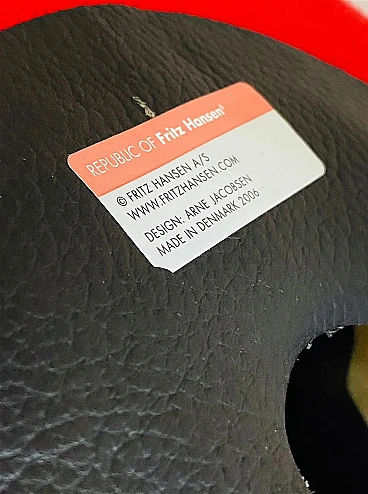 REPUBLIC OF Fritz Hansen®
© FRITZ HANSEN A/S
WWW.FRITZHANSEN.COM
DESIGN: ARNE JACOBSEN
MADE IN DENMARK 2006